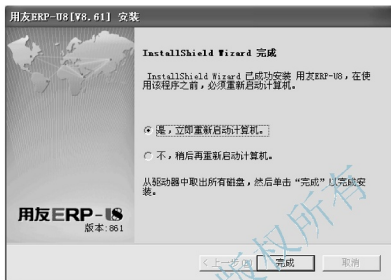 用友ERP-U8[V8.61] 安装
InstallShield Wizard 完成
InstallShield Wizard 已成功安装 用友ERP-U8，在使
用该程序之前，必须重新启动计算机。
是，立即重新启动计算机。
不，稍后再重新启动计算机。
从驱动器中取出所有磁盘，然后单击“完成”以完成安
装。
用友ERP-U8
版本:861
< 上一步(B)
完成
取消
版权所有